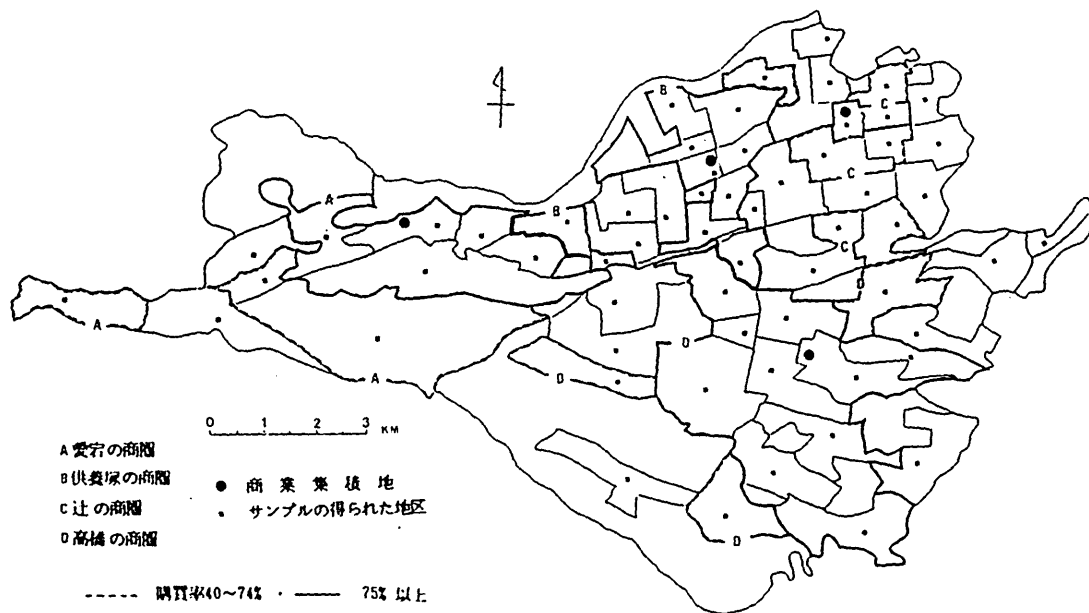 B
C
B
C
A
B
C
D
A
D
D
A
D
0 1 2 3 KM
A 愛宕の商圏
B 供養塚の商圏
C 辻の商圏
D 高橋の商圏
● 商業集積地
・ サンプルの得られた地区
----- 購買率40~74% ・ —— 75% 以上